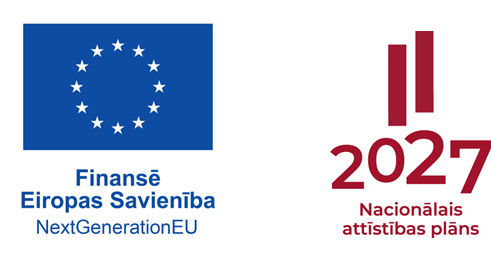 Finansē
Eiropas Savienība
NextGenerationEU
2027
Nacionālais
attīstības plāns